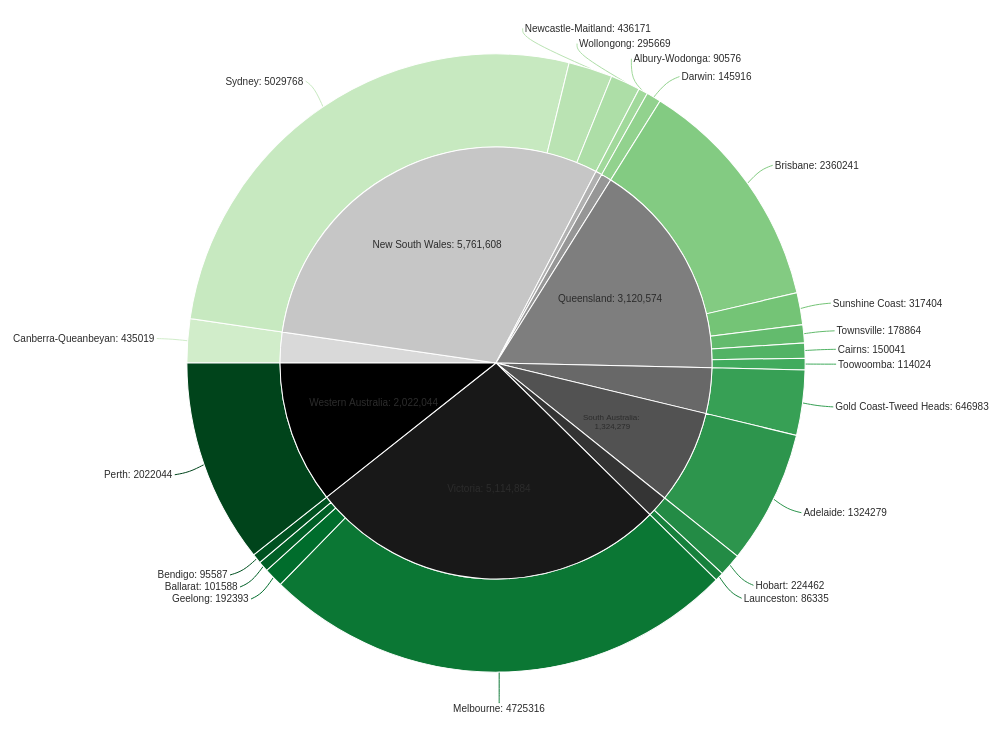 Newcastle-Maitland: 436171
Wollongong: 295669
Albury-Wodonga: 90576
Darwin: 145916
Sydney: 5029768
Brisbane: 2360241
New South Wales: 5,761,608
Queensland: 3,120,574
Sunshine Coast: 317404
Townsville: 178864
Canberra-Queanbeyan: 435019
Cairns: 150041
Toowoomba: 114024
Western Australia: 2,022,044
Gold Coast-Tweed Heads: 646983
South Australia:
1,324,279
Perth: 2022044
Victoria: 5,114,884
Adelaide: 1324279
Bendigo: 95587
Ballarat: 101588
Geelong: 192393
Hobart: 224462
Launceston: 86335
Melbourne: 4725316